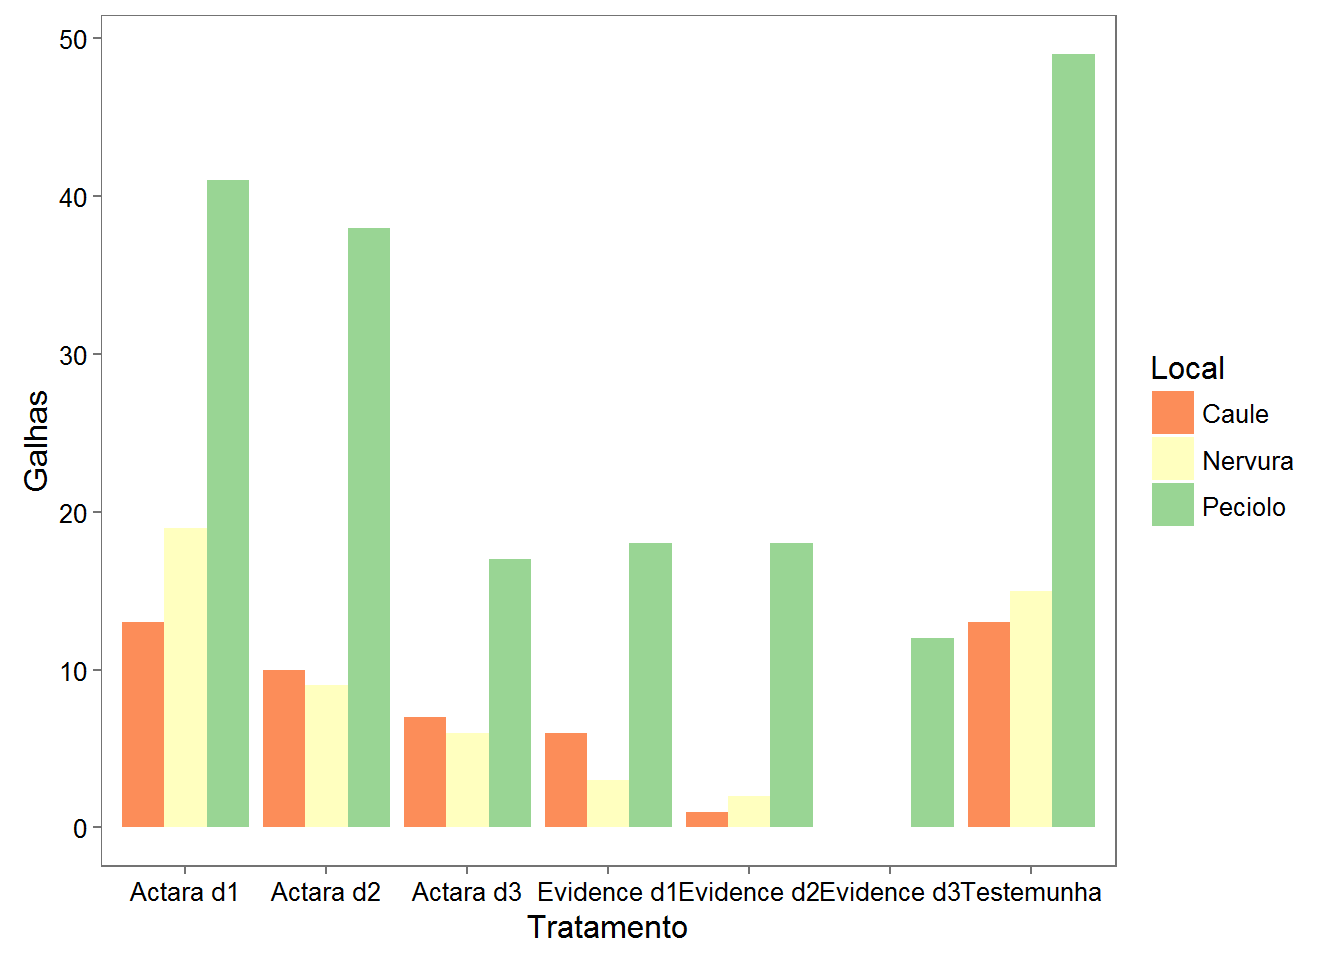 50
40
30
20
10
0
Galhas
Actara d1 Actara d2 Actara d3 Evidence d1 Evidence d2 Evidence d3 Testemunha
Tratamento
Local
Caule
Nervura
Peciolo